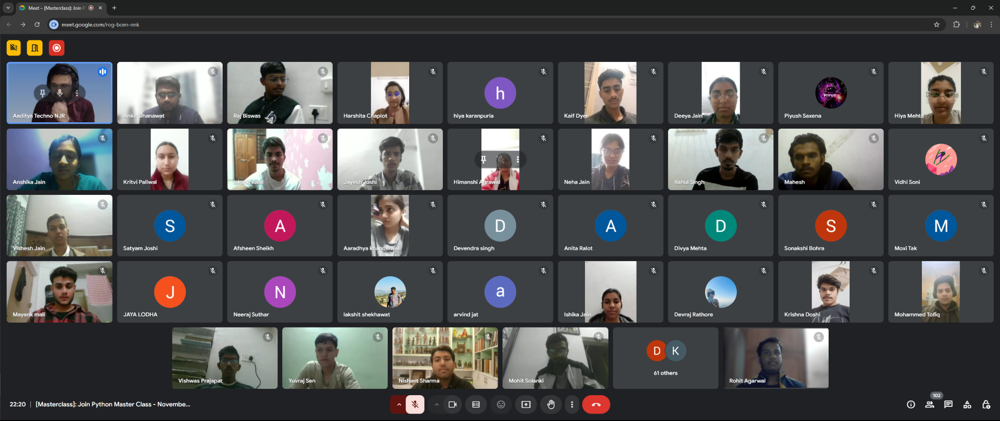 Meet – [Masterclass]: Join P
meet.google.com/rog-bcen-nnk
Aaditya Techno NJR
Ankit Dhanawat
Raj Biswas
Harshita Chaplot
h
hiya karanpuria
Kaif Dyer
Deeya Jain
PIYUSH
Piyush Saxena
Hiya Mehta
Anshika Jain
Kritvi Paliwal
lakshit kalal
Jayesh Joshi
Himanshi Agrawal
Neha Jain
Rahul Singh
Mahesh
Vidhi Soni
Vishesh Jain
S
Satyam Joshi
A
Afsheen Sheikh
Aaradhya khandelwal
D
Devendra singh
A
Anita Ralot
D
Divya Mehta
S
Sonakshi Bohra
M
Moxi Tak
Mayank mali
J
JAYA LODHA
N
Neeraj Suthar
lakshit shekhawat
a
arvind jat
Ishika Jain
Devraj Rathore
Krishna Doshi
Mohammed Tofiq
Vishwas Prajapat
Yuvraj Sen
Nishant Sharma
Mohit Solanki
D K
61 others
Rohit Agarwal
22:20 | [Masterclass]: Join Python Master Class - Novembe...
102